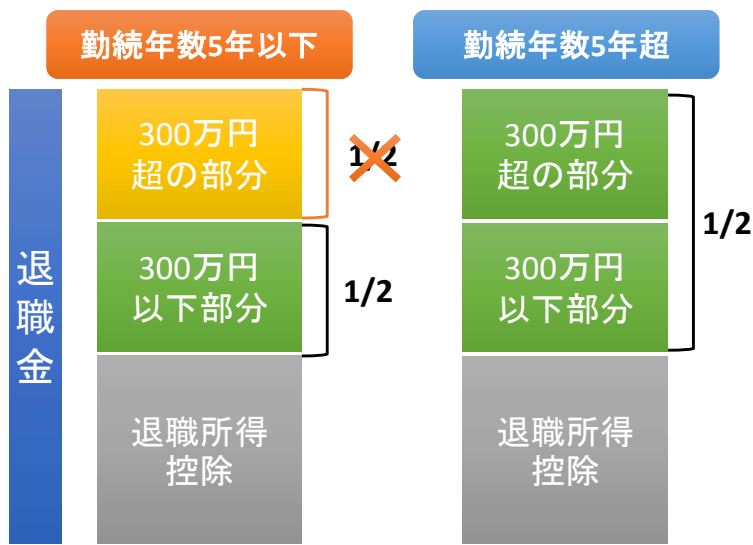 勤続年数5年以下
勤続年数5年超
退職金
300万円
超の部分
1/2
300万円
以下部分
1/2
退職所得
控除
300万円
超の部分
300万円
以下部分
1/2
退職所得
控除